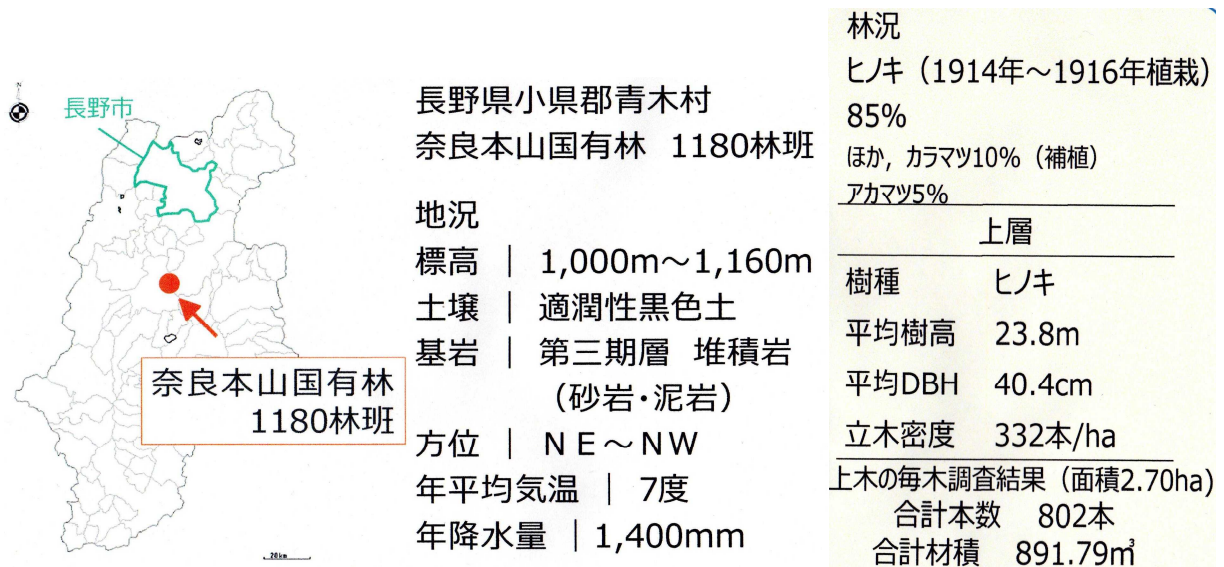 長野市
奈良本山国有林
1180林班
20km
長野県小県郡青木村
奈良本山国有林 1180林班
地況
標高 | 1,000m～1,160m
土壌 | 適潤性黒色土
基岩 | 第三期層 堆積岩
（砂岩・泥岩）
方位 | NE～NW
年平均気温 | 7度
年降水量 | 1,400mm
林況
ヒノキ（1914年～1916年植栽）
85%
ほか，カラマツ10%（補植）
アカマツ5%
上層
樹種 ヒノキ
平均樹高 23.8m
平均DBH 40.4cm
立木密度 332本/ha
上木の毎木調査結果（面積2.70ha)
合計本数 802本
合計材積 891.79㎥